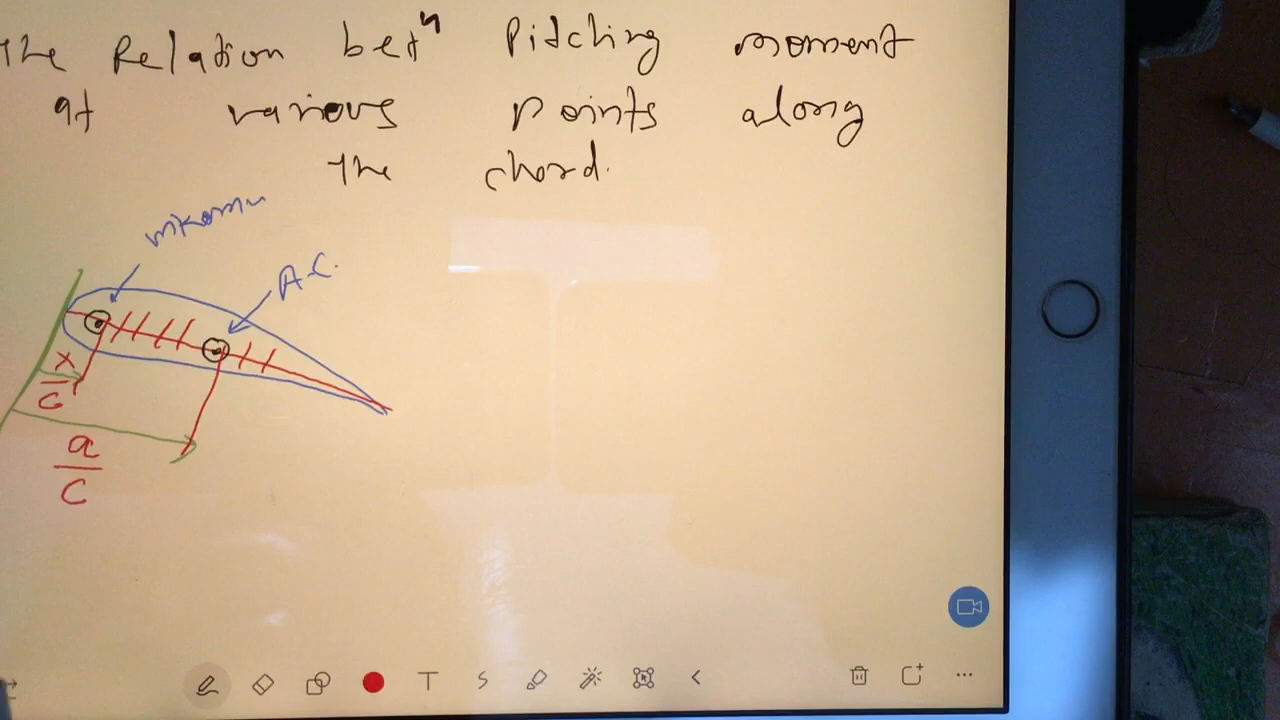 The Relation betⁿ Pitching moment
at various points along
the chord.
A.C.
x
c
a
c
T